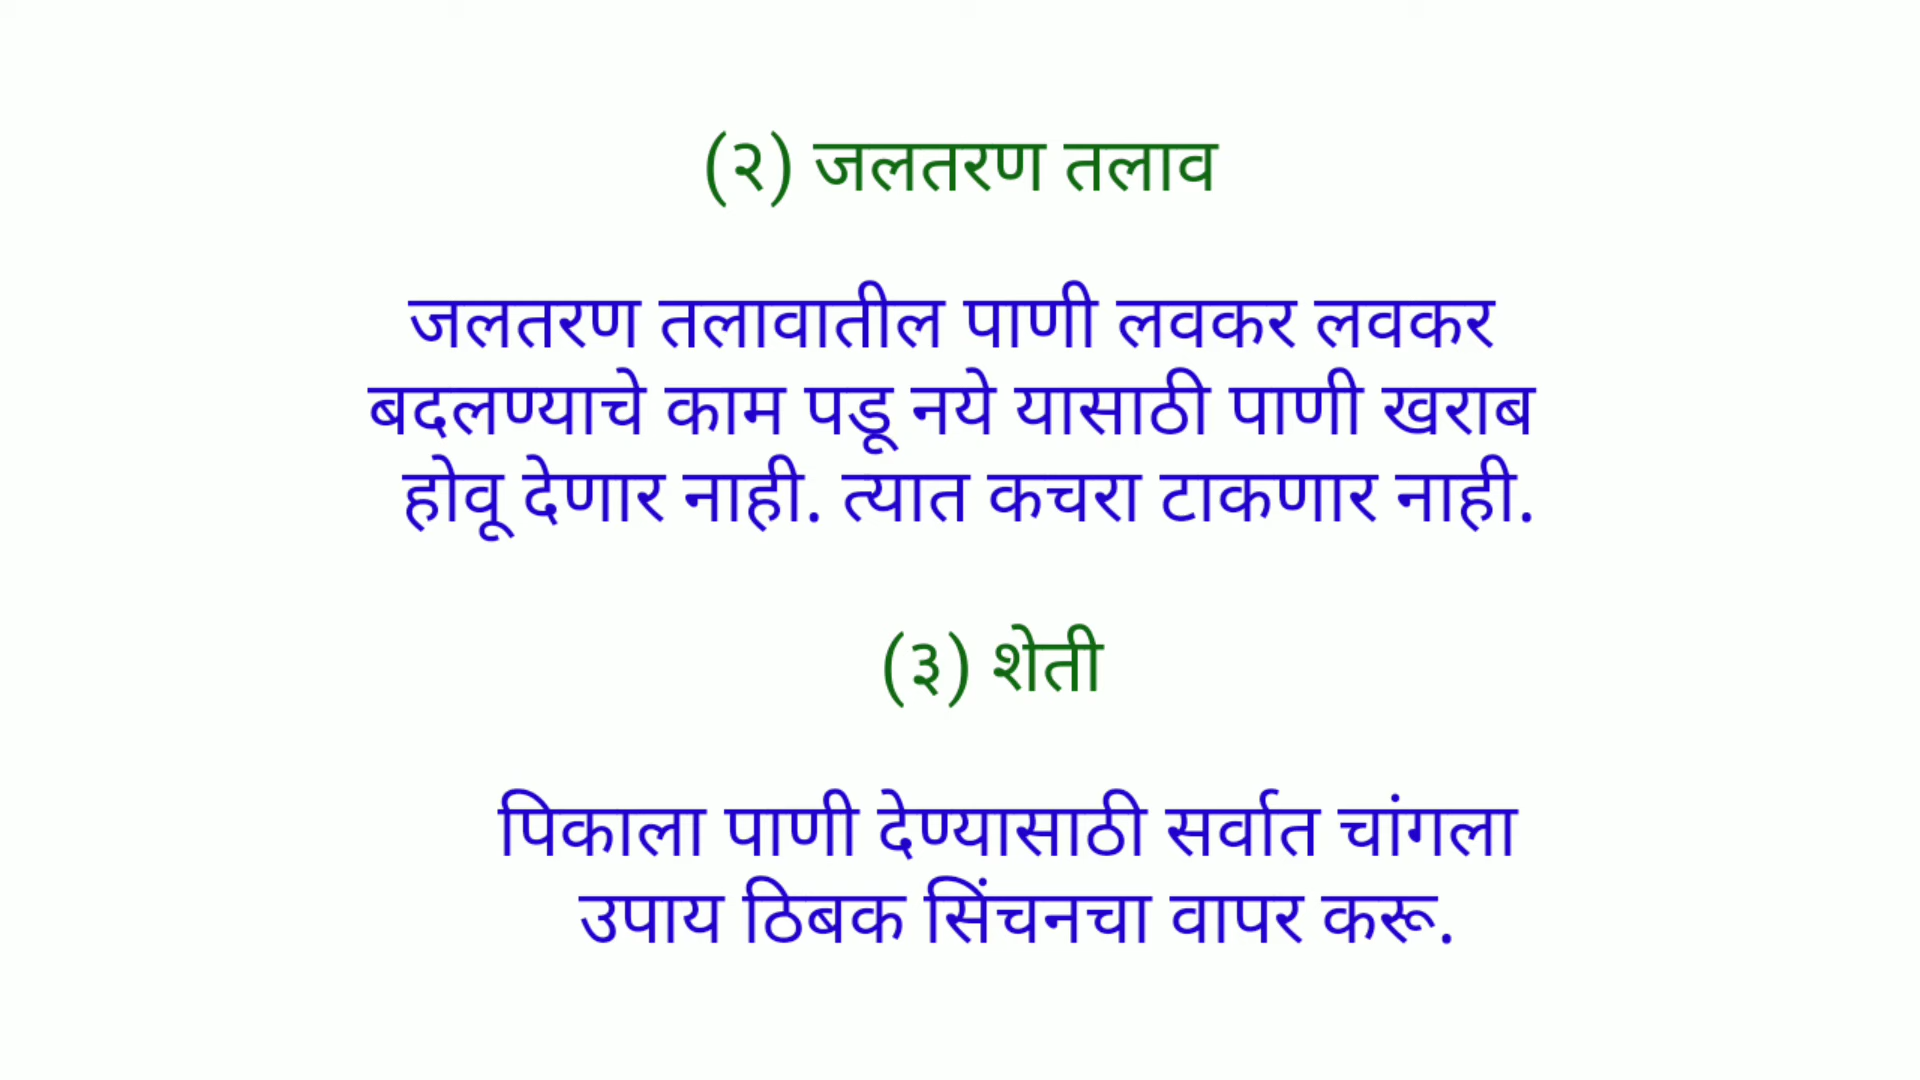 (२) जलतरण तलाव
जलतरण तलावातील पाणी लवकर लवकर
बदलण्याचे काम पडू नये यासाठी पाणी खराब
होवू देणार नाही. त्यात कचरा टाकणार नाही.
(३) शेती
पिकाला पाणी देण्यासाठी सर्वात चांगला
उपाय ठिबक सिंचनचा वापर करू.